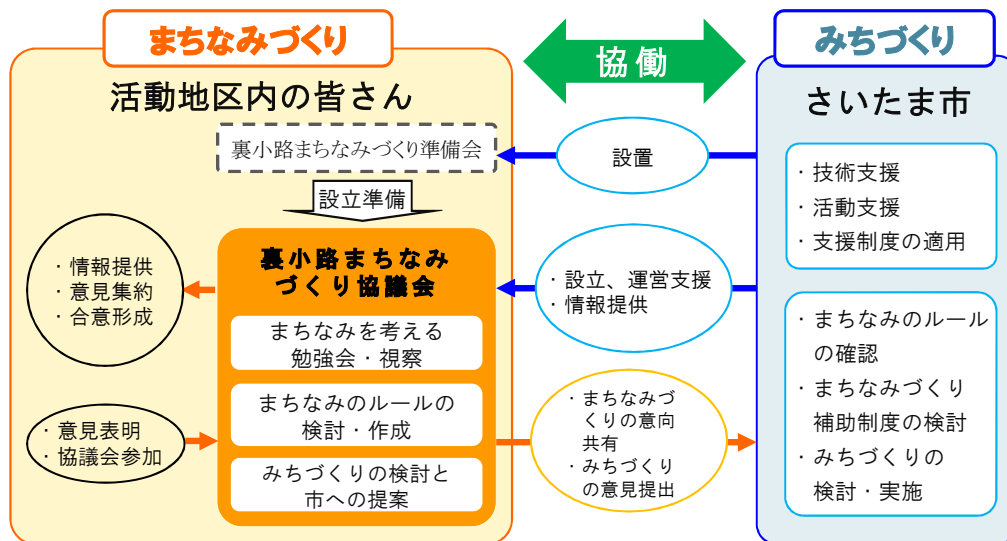 まちなみづくり
活動地区内の皆さん
裏小路まちなみづくり準備会
設立準備
裏小路まちなみ
づくり協議会
まちなみを考える
勉強会・視察
まちなみのルールの
検討・作成
みちづくりの検討と
市への提案
・情報提供
・意見集約
・合意形成
・意見表明
・協議会参加
協働
設置
・設立、運営支援
・情報提供
・まちなみづ
くりの意向
共有
・みちづくり
の意見提出
みちづくり
さいたま市
・技術支援
・活動支援
・支援制度の適用
・まちなみのルール
の確認
・まちなみづくり
補助制度の検討
・みちづくりの
検討・実施